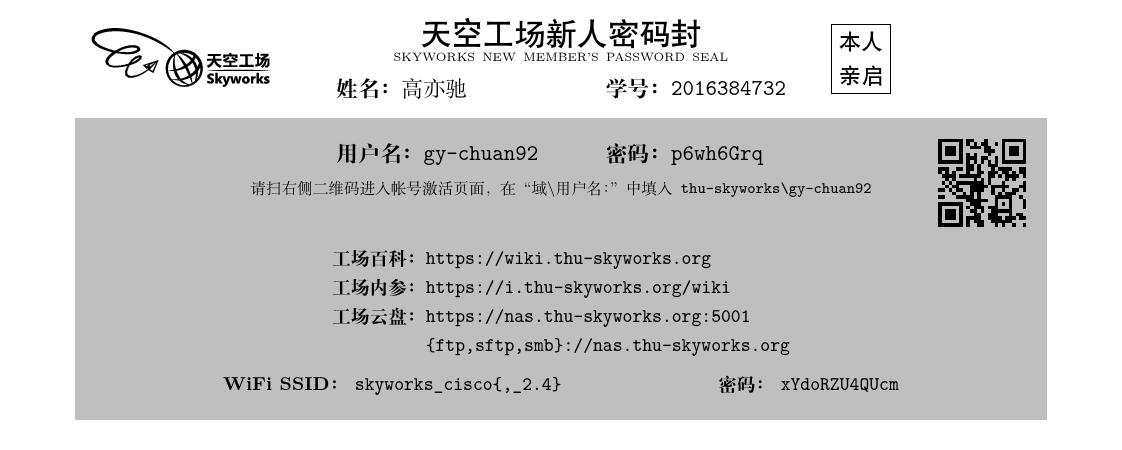 天空工场
Skyworks
天空工场新人密码封
SKYWORKS NEW MEMBER'S PASSWORD SEAL
本人
亲启
姓名：高亦驰 学号：2016384732
用户名：gy-chuan92 密码：p6wh6Grq
请扫右侧二维码进入帐号激活页面，在“域\用户名：”中填入 thu-skyworks\gy-chuan92
工场百科：https://wiki.thu-skyworks.org
工场内参：https://i.thu-skyworks.org/wiki
工场云盘：https://nas.thu-skyworks.org:5001
{ftp,sftp,smb}://nas.thu-skyworks.org
WiFi SSID： skyworks_cisco{,_2.4} 密码： xYdoRZU4QUcm